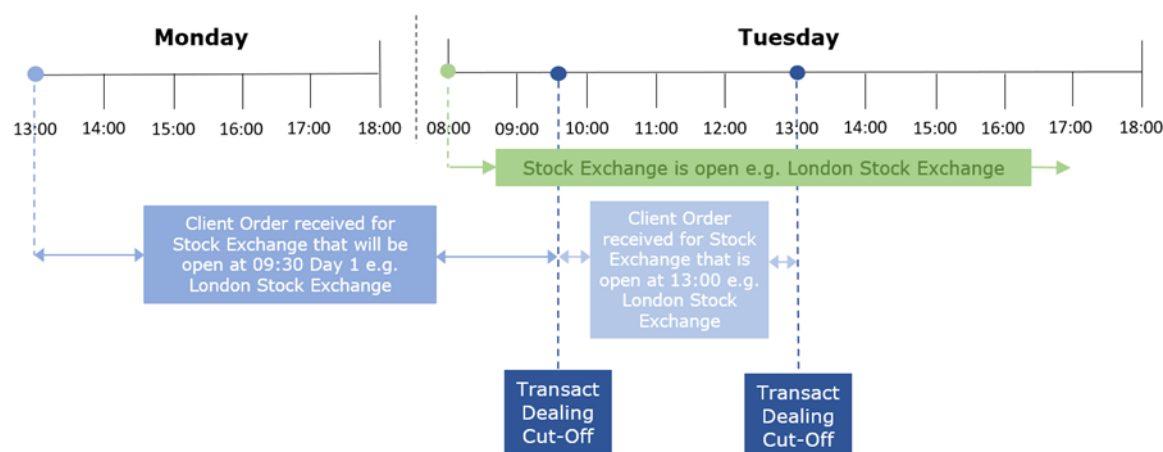 Monday
Tuesday
13:00 14:00 15:00 16:00 17:00 18:00 08:00 09:00 10:00 11:00 12:00 13:00 14:00 15:00 16:00 17:00 18:00
Stock Exchange is open e.g. London Stock Exchange
Client Order received for
Stock Exchange that will be
open at 09:30 Day 1 e.g.
London Stock Exchange
Client Order
received for Stock
Exchange that is
open at 13:00 e.g.
London Stock
Exchange
Transact
Dealing
Cut-Off
Transact
Dealing
Cut-Off